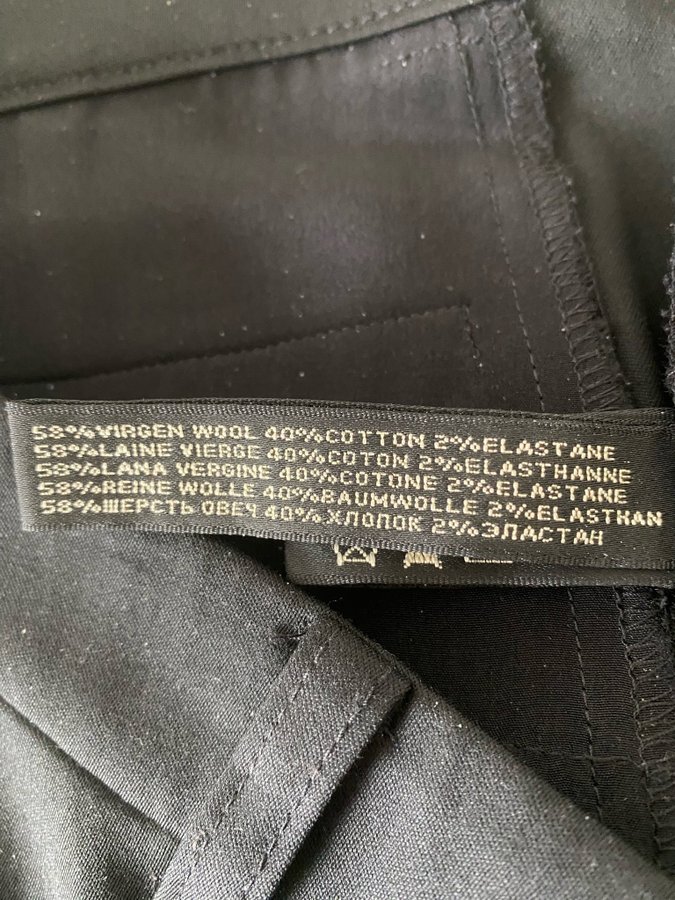 58%VIRGEN WOOL 40%COTTON 2%ELASTANE
58%LAINE VIERGE 40%COTON 2%ELASTHANNE
58%LANA VERGINE 40%COTONE 2%ELASTANE
58%REINE WOLLE 40%BAUMWOLLE 2%ELASTHAN
58%ШЕРСТЬ ОВЕЧ 40%ХЛОПОК 2%ЭЛАСТАН